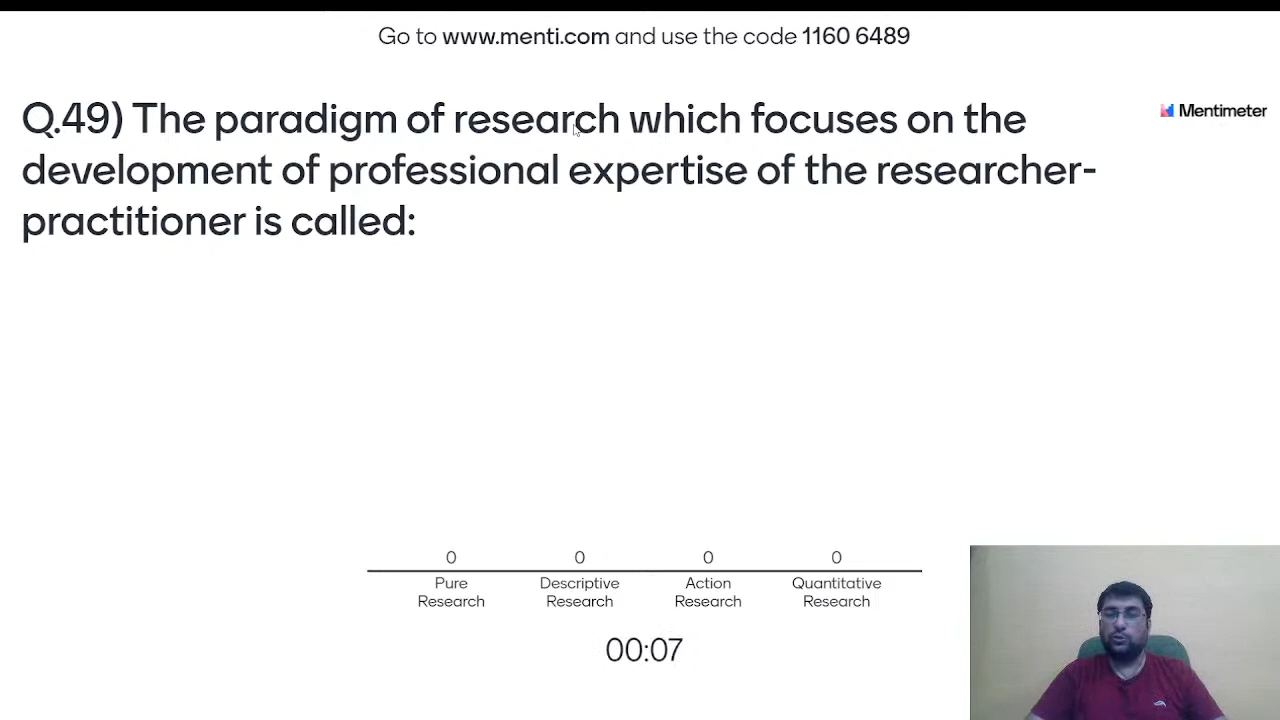 Go to www.menti.com and use the code 1160 6489
Mentimeter
Q.49) The paradigm of research which focuses on the
development of professional expertise of the researcher-
practitioner is called:
0 0 0 0
Pure Descriptive Action Quantitative
Research Research Research Research
00:07